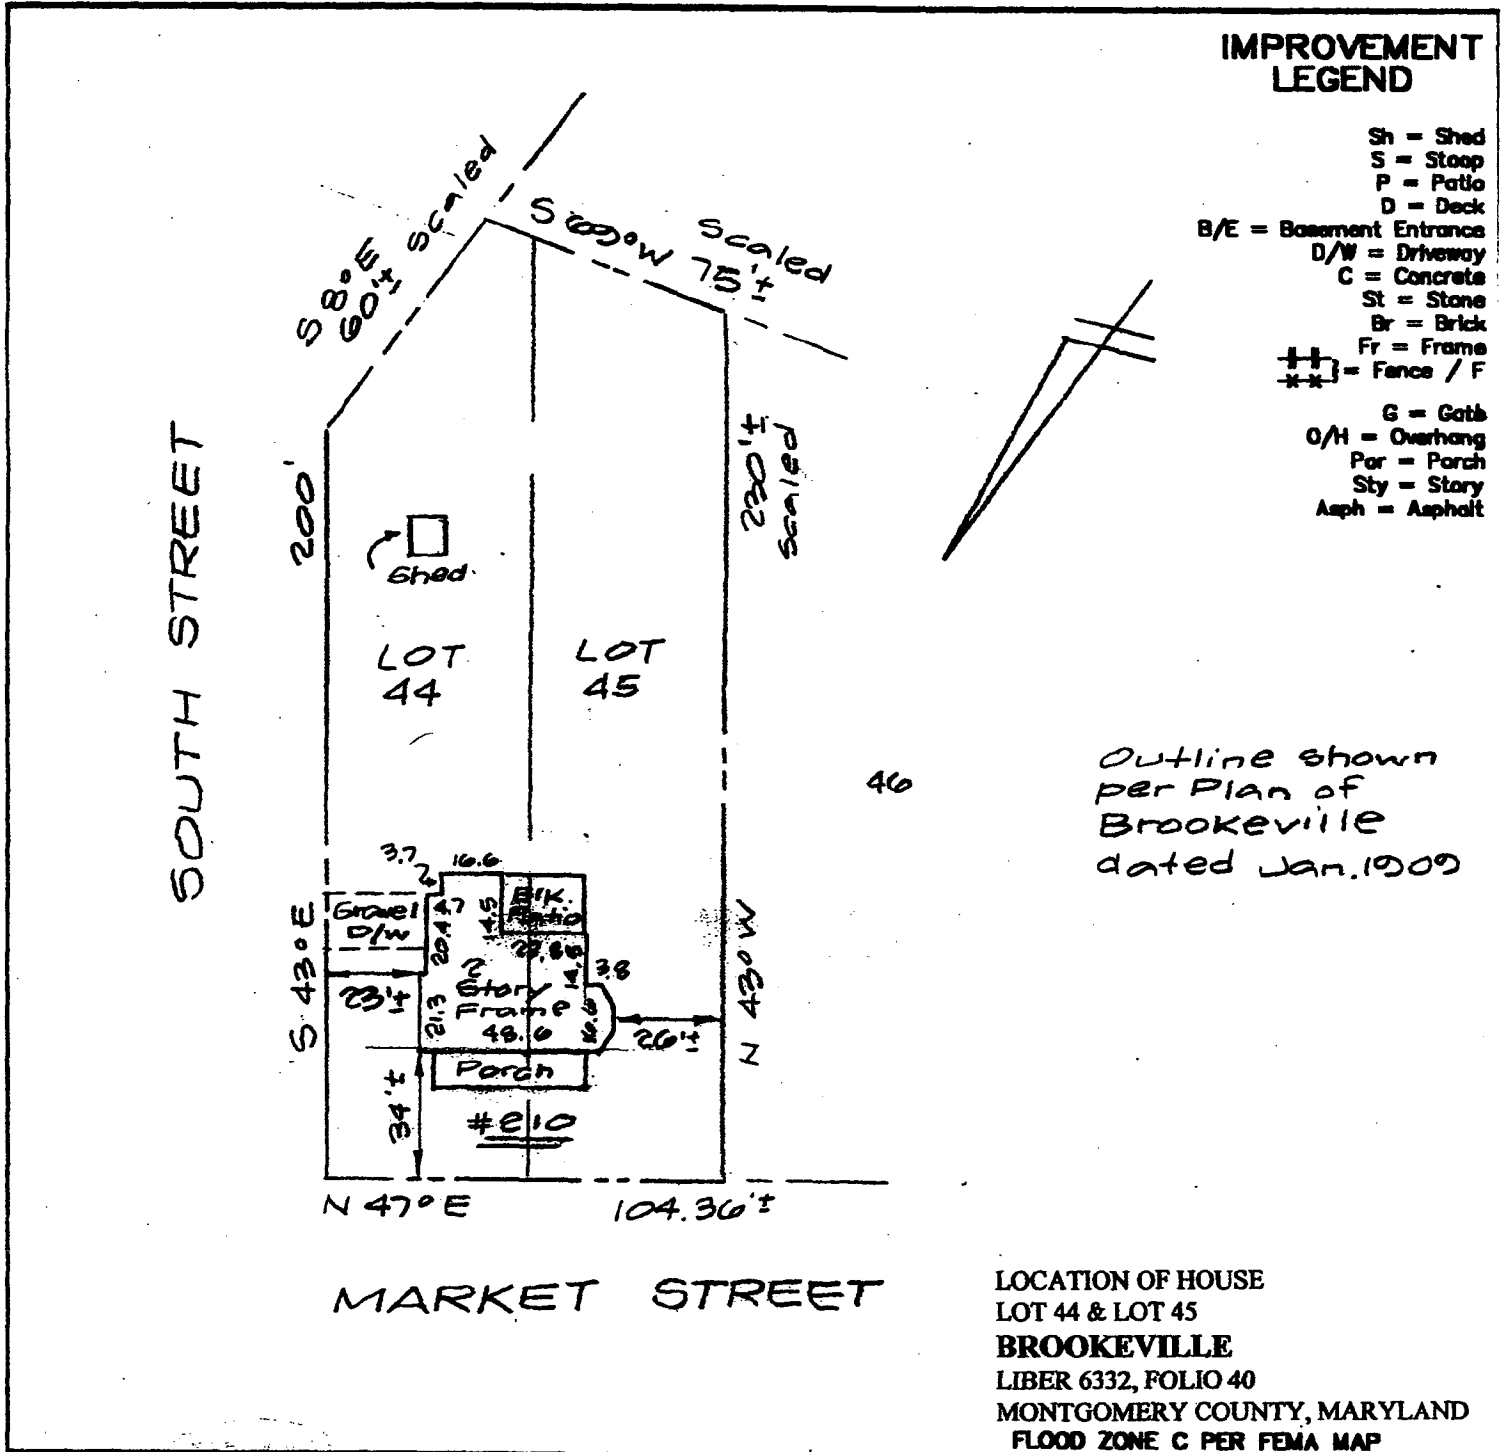 IMPROVEMENT
LEGEND
Sh = Shed
S = Stoop
P = Patio
D = Deck
B/E = Basement Entrance
D/W = Driveway
C = Concrete
St = Stone
Br = Brick
Fr = Frame
= Fence / F
G = Gate
O/H = Overhang
Por = Porch
Sty = Story
Asph = Asphalt
S 8° E
60'± scaled
S 69° W scaled
75'±
200'
230'±
scaled
SOUTH STREET
Shed
LOT
44
LOT
45
46
Outline shown
per Plan of
Brookeville
dated Jan. 1909
3.7
16.6
Gravel
D/W
4.7
20.4
14.5
Blk.
Patio
14.8
3.8
S 43° E
23'±
21.3
2
Story
Frame
48.6
16.6
26'±
N 43° W
Porch
34'±
#210
N 47° E
104.36'±
MARKET STREET
LOCATION OF HOUSE
LOT 44 & LOT 45
BROOKEVILLE
LIBER 6332, FOLIO 40
MONTGOMERY COUNTY, MARYLAND
FLOOD ZONE C PER FEMA MAP